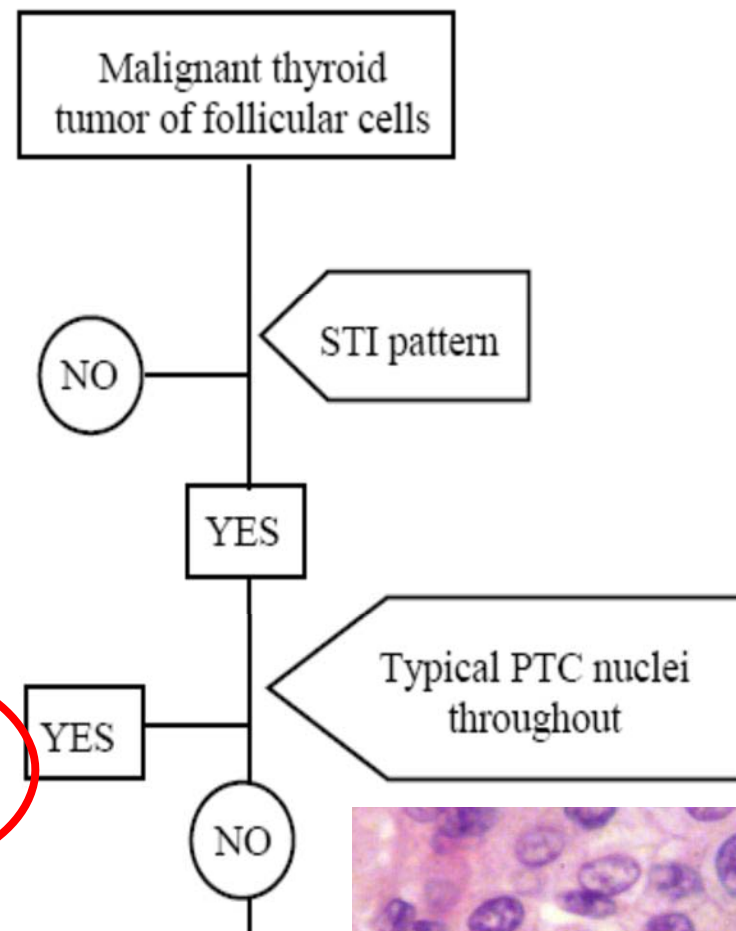 Malignant thyroid
tumor of follicular cells
STI pattern
NO
YES
Typical PTC nuclei
throughout
YES
NO